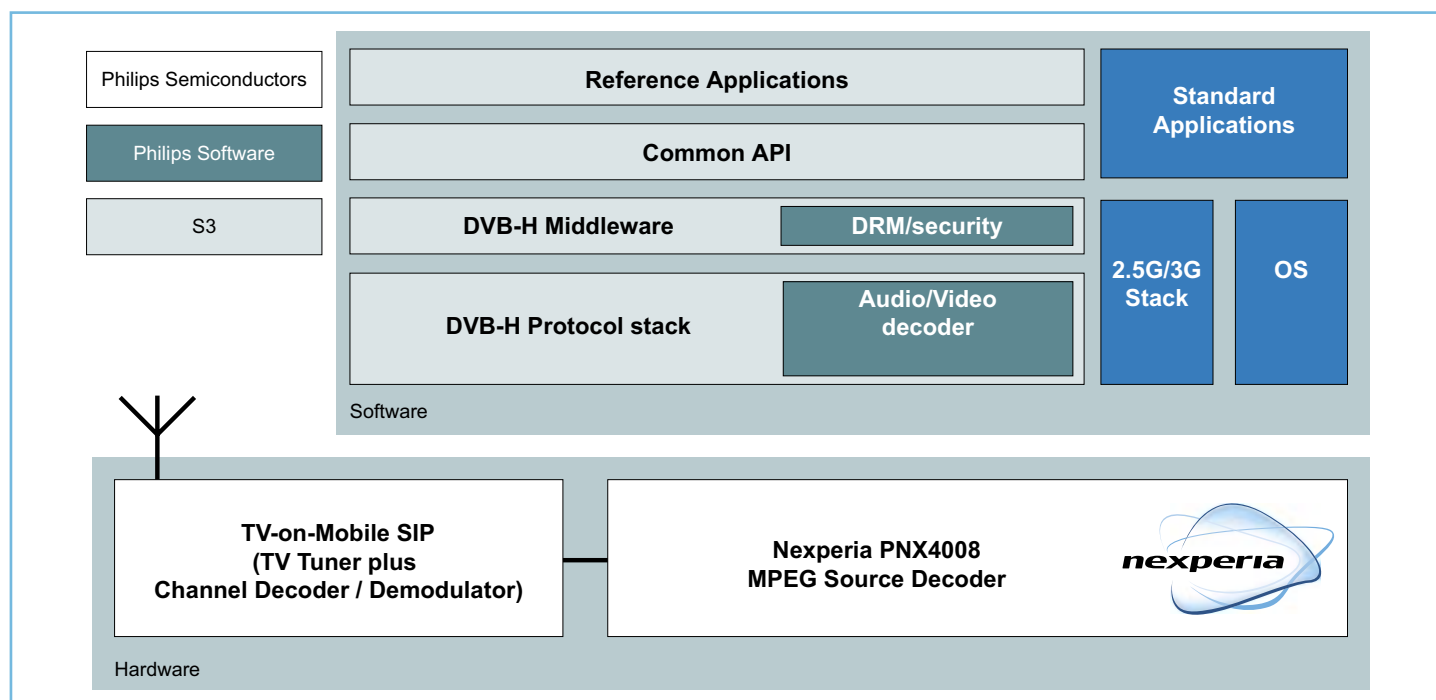 Philips Semiconductors
Philips Software
S3
Reference Applications
Common API
DVB-H Middleware
DRM/security
DVB-H Protocol stack
Audio/Video
decoder
Standard
Applications
2.5G/3G
Stack
OS
Software
TV-on-Mobile SIP
(TV Tuner plus
Channel Decoder / Demodulator)
Nexperia PNX4008
MPEG Source Decoder
nexperia
Hardware